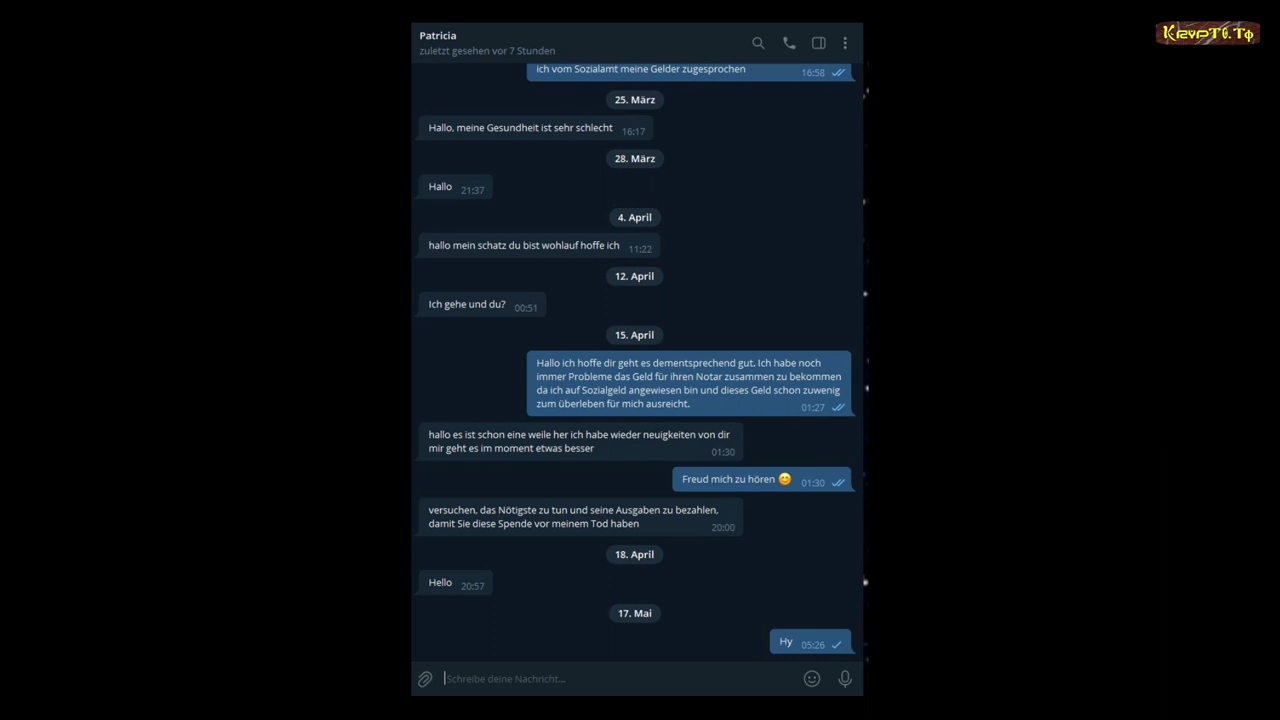 KrypTo.To
Patricia
zuletzt gesehen vor 7 Stunden
ich vom Sozialamt meine Gelder zugesprochen
16:58
25. März
Hallo, meine Gesundheit ist sehr schlecht
16:17
28. März
Hallo
21:37
4. April
hallo mein schatz du bist wohlauf hoffe ich
11:22
12. April
Ich gehe und du?
00:51
15. April
Hallo ich hoffe dir geht es dementsprechend gut. Ich habe noch
immer Probleme das Geld für ihren Notar zusammen zu bekommen
da ich auf Sozialgeld angewiesen bin und dieses Geld schon zuwenig
zum überleben für mich ausreicht.
01:27
hallo es ist schon eine weile her ich habe wieder neuigkeiten von dir
mir geht es im moment etwas besser
01:30
Freud mich zu hören 😊
01:30
versuchen, das Nötigste zu tun und seine Ausgaben zu bezahlen,
damit Sie diese Spende vor meinem Tod haben
20:00
18. April
Hello
20:57
17. Mai
Hy
05:26
Schreibe deine Nachricht...